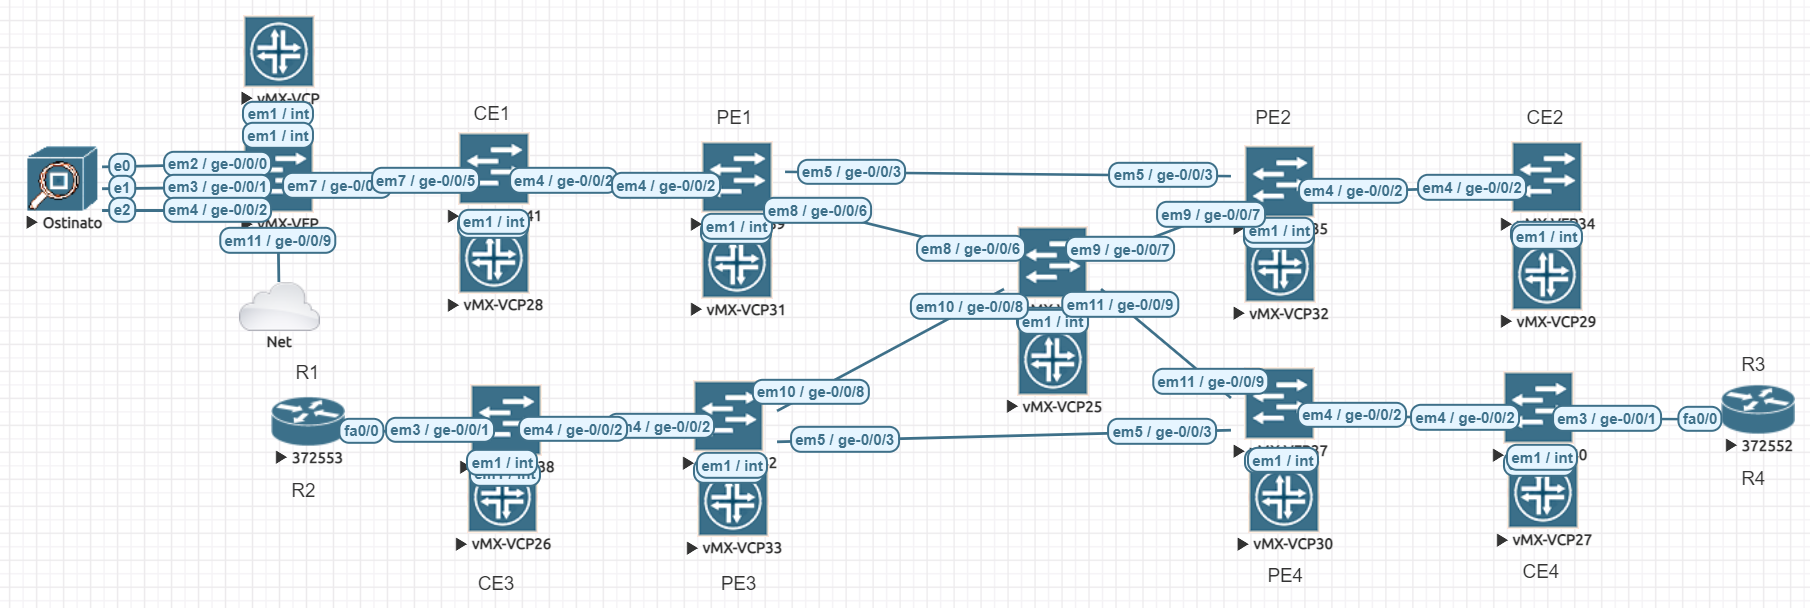 vMX-VCP
em1 / int
em1 / int
CE1
PE1
PE2
CE2
e0
em2 / ge-0/0/0
e1
em3 / ge-0/0/1
em7 / ge-0/0
em7 / ge-0/0/5
em4 / ge-0/0/2
em4 / ge-0/0/2
em5 / ge-0/0/3
em5 / ge-0/0/3
em4 / ge-0/0/2
em4 / ge-0/0/2
e2
em4 / ge-0/0/2
Ostinato
vMX-VFP
em11 / ge-0/0/9
41
em1 / int
em1 / int
em8 / ge-0/0/6
em8 / ge-0/0/6
em9 / ge-0/0/7
em9 / ge-0/0/7
35
em1 / int
34
em1 / int
vMX-VCP28
vMX-VCP31
em10 / ge-0/0/8
em11 / ge-0/0/9
em1 / int
vMX-VCP32
vMX-VCP29
Net
R1
R3
em10 / ge-0/0/8
vMX-VCP25
em11 / ge-0/0/9
fa0/0
em3 / ge-0/0/1
em4 / ge-0/0/2
m4 / ge-0/0/2
em5 / ge-0/0/3
em5 / ge-0/0/3
em4 / ge-0/0/2
em4 / ge-0/0/2
em3 / ge-0/0/1
fa0/0
372553
38
em1 / int
em1 / int
2
em1 / int
37
em1 / int
0
em1 / int
372552
R2
R4
vMX-VCP26
vMX-VCP33
vMX-VCP30
vMX-VCP27
CE3
PE3
PE4
CE4